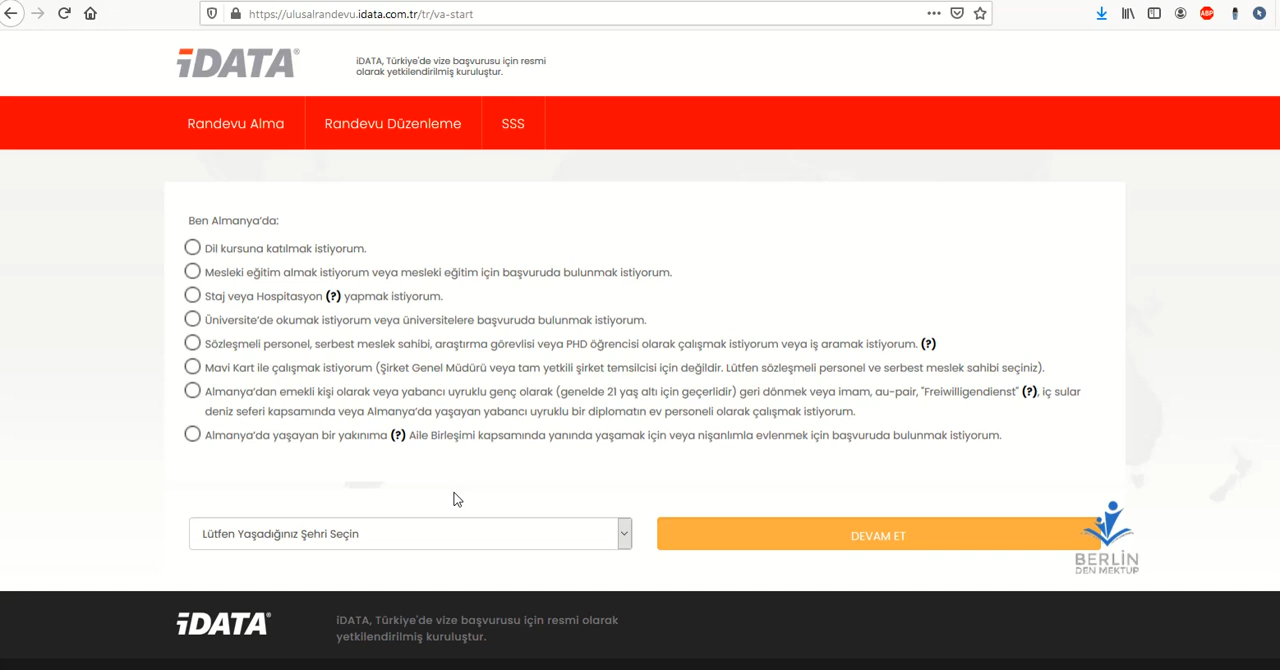 https://ulusalrandevu.idata.com.tr/tr/va-start
ABP
iDATA®
iDATA, Türkiye'de vize başvurusu için resmi
olarak yetkilendirilmiş kuruluştur.
Randevu Alma
Randevu Düzenleme
SSS
Ben Almanya'da:
Dil kursuna katılmak istiyorum.
Mesleki eğitim almak istiyorum veya mesleki eğitim için başvuruda bulunmak istiyorum.
Staj veya Hospitasyon (?) yapmak istiyorum.
Üniversite'de okumak istiyorum veya üniversitelere başvuruda bulunmak istiyorum.
Sözleşmeli personel, serbest meslek sahibi, araştırma görevlisi veya PHD öğrencisi olarak çalışmak istiyorum veya iş aramak istiyorum. (?)
Mavi Kart ile çalışmak istiyorum (Şirket Genel Müdürü veya tam yetkili şirket temsilcisi için değildir. Lütfen sözleşmeli personel ve serbest meslek sahibi seçiniz).
Almanya'dan emekli kişi olarak veya yabancı uyruklu genç olarak (genelde 21 yaş altı için geçerlidir) geri dönmek veya imam, au-pair, "Freiwilligendienst" (?), iç sular
deniz seferi kapsamında veya Almanya'da yaşayan yabancı uyruklu bir diplomatın ev personeli olarak çalışmak istiyorum.
Almanya'da yaşayan bir yakınıma (?) Aile Birleşimi kapsamında yanında yaşamak için veya nişanlımla evlenmek için başvuruda bulunmak istiyorum.
Lütfen Yaşadığınız Şehri Seçin
DEVAM ET
BERLİN
DEN MEKTUP
iDATA®
iDATA, Türkiye'de vize başvurusu için resmi olarak
yetkilendirilmiş kuruluştur.